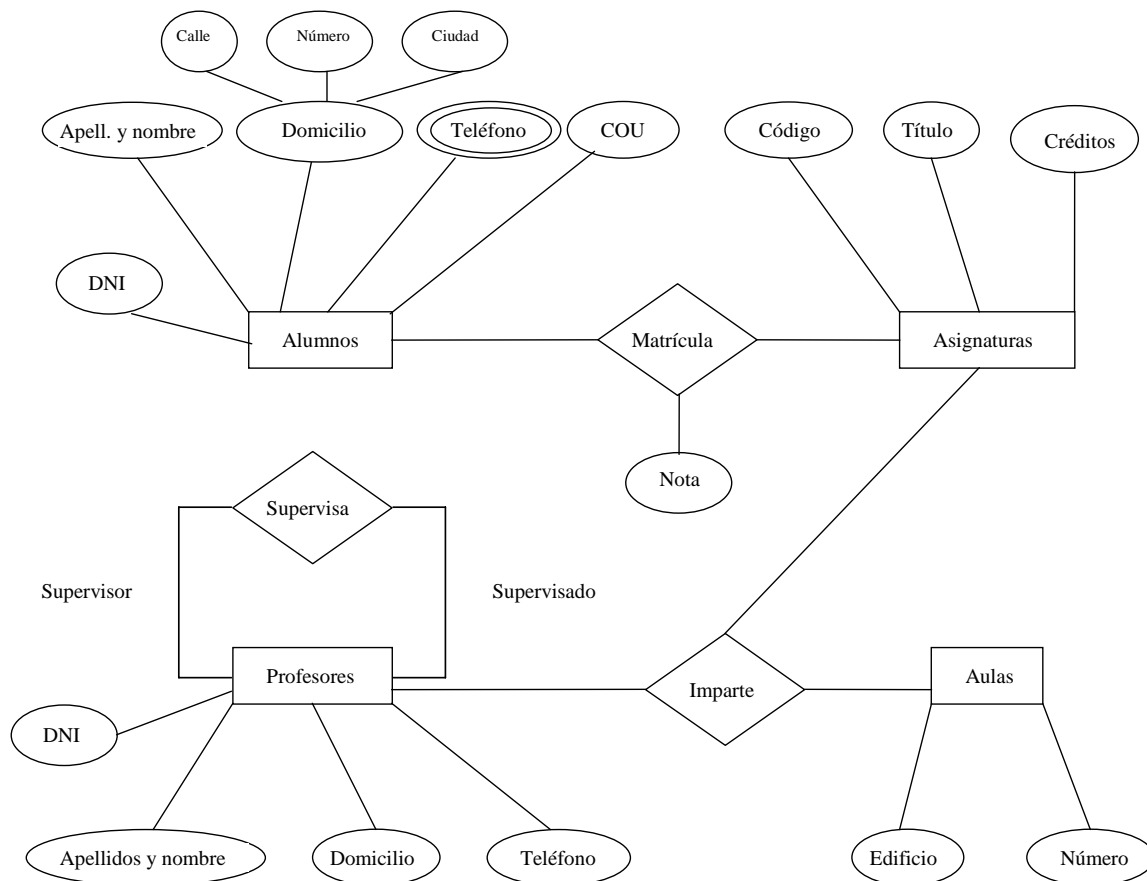 Calle
Número
Ciudad
Apell. y nombre
Domicilio
Teléfono
COU
Código
Título
Créditos
DNI
Alumnos
Matrícula
Asignaturas
Nota
Supervisa
Supervisor
Supervisado
Profesores
Imparte
Aulas
DNI
Apellidos y nombre
Domicilio
Teléfono
Edificio
Número